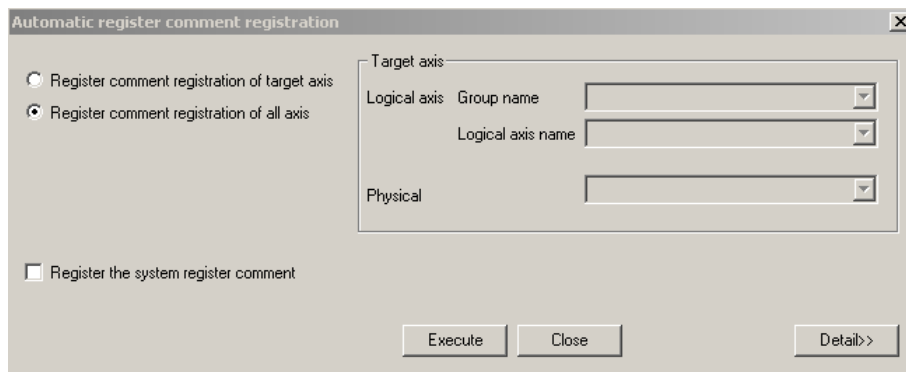 Automatic register comment registration
Register comment registration of target axis
Register comment registration of all axis
Target axis
Logical axis Group name
Logical axis name
Physical
Register the system register comment
Execute Close Detail>>